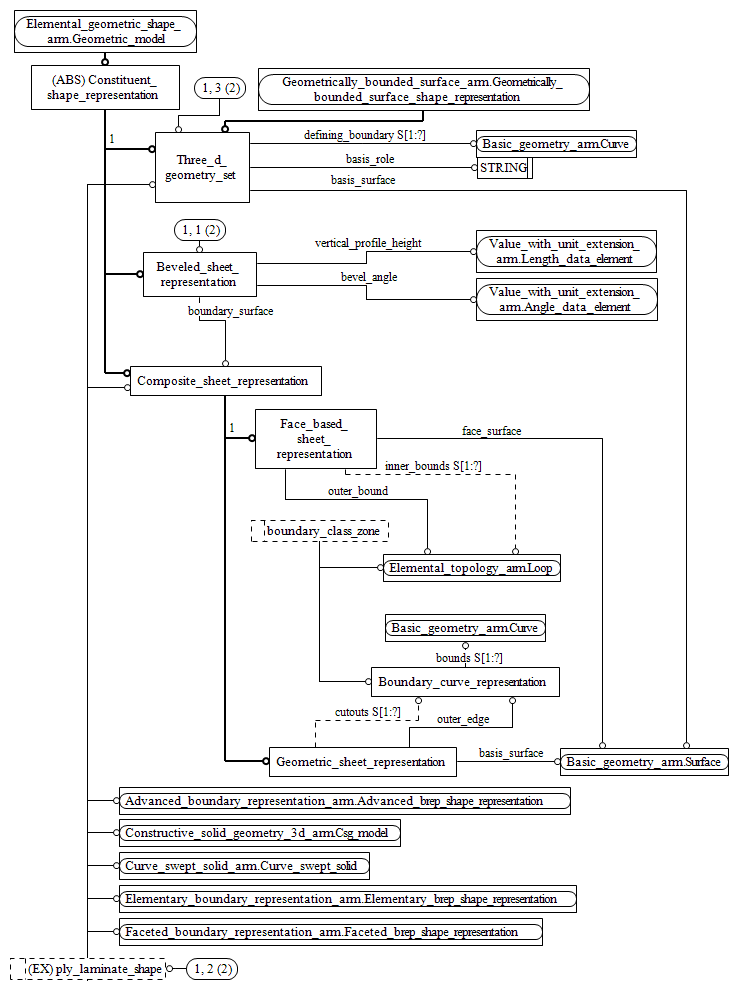 Elemental_geometric_shape_
arm.Geometric_model
(ABS) Constituent_
shape_representation
1, 3 (2)
Geometrically_bounded_surface_arm.Geometrically_
bounded_surface_shape_representation
1
Three_d_
geometry_set
defining_boundary S[1:?]
Basic_geometry_arm.Curve
basis_role
STRING
basis_surface
1, 1 (2)
Beveled_sheet_
representation
vertical_profile_height
Value_with_unit_extension_
arm.Length_data_element
bevel_angle
Value_with_unit_extension_
arm.Angle_data_element
boundary_surface
Composite_sheet_representation
1
Face_based_
sheet_
representation
face_surface
inner_bounds S[1:?]
outer_bound
boundary_class_zone
Elemental_topology_arm.Loop
Basic_geometry_arm.Curve
bounds S[1:?]
Boundary_curve_representation
cutouts S[1:?]
outer_edge
Geometric_sheet_representation
basis_surface
Basic_geometry_arm.Surface
Advanced_boundary_representation_arm.Advanced_brep_shape_representation
Constructive_solid_geometry_3d_arm.Csg_model
Curve_swept_solid_arm.Curve_swept_solid
Elementary_boundary_representation_arm.Elementary_brep_shape_representation
Faceted_boundary_representation_arm.Faceted_brep_shape_representation
(EX) ply_laminate_shape
1, 2 (2)